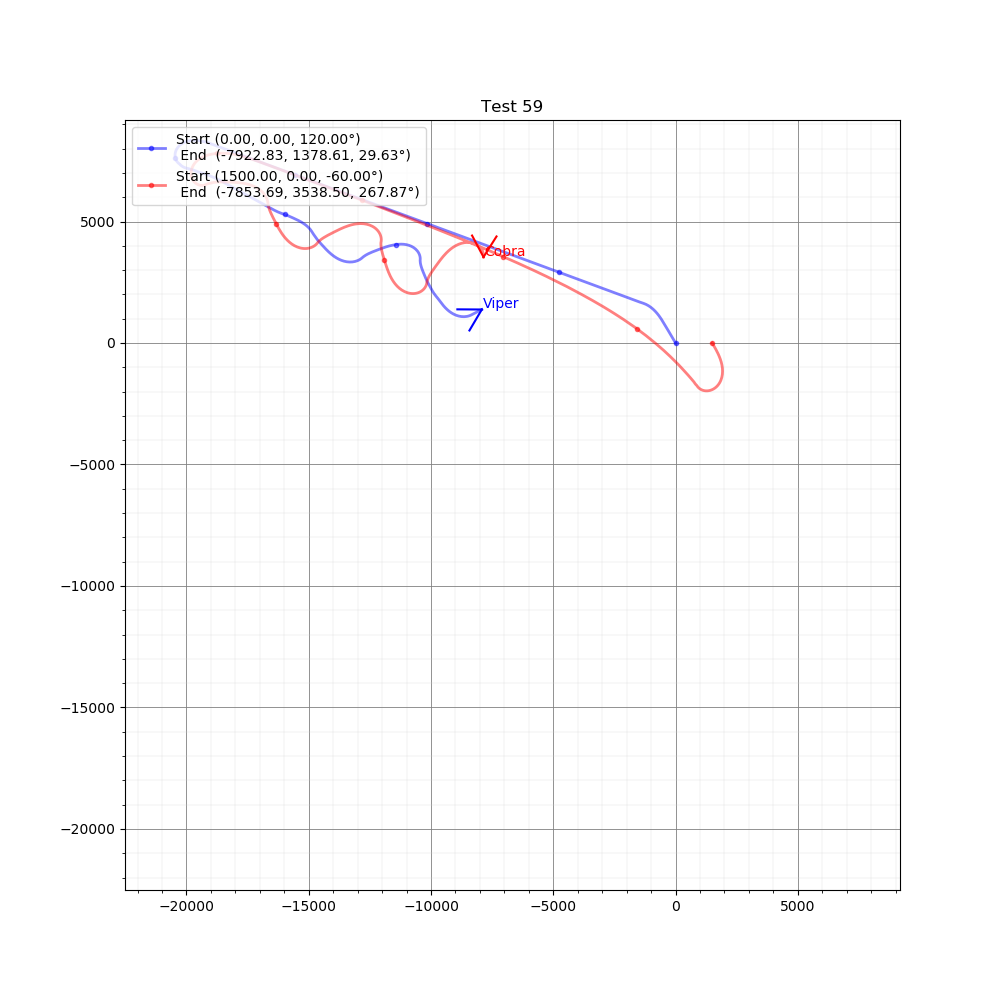 Test 59
Start (0.00, 0.00, 120.00°)
End (-7922.83, 1378.61, 29.63°)
Start (1500.00, 0.00, -60.00°)
End (-7853.69, 3538.50, 267.87°)
Cobra
Viper
5000
0
−5000
−10000
−15000
−20000
−20000 −15000 −10000 −5000 0 5000